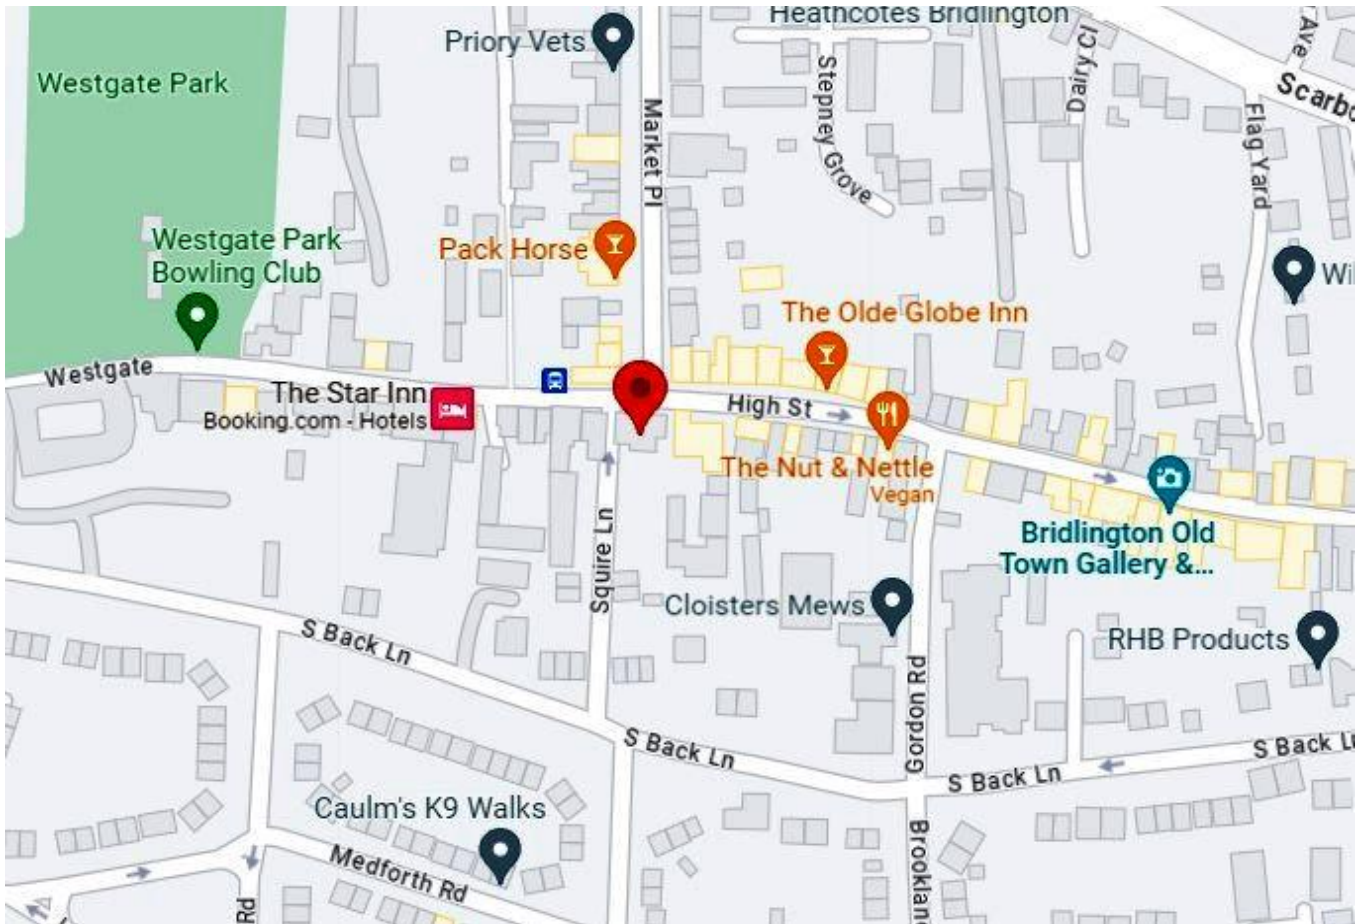 Heathcotes Bridlington
Priory Vets
Westgate Park
Market Pl
Stepney Grove
Dairy Cl
Ave
Scarbo
Flag Yard
Westgate Park
Bowling Club
Pack Horse
Wil
The Olde Globe Inn
Westgate
The Star Inn
Booking.com - Hotels
High St
The Nut & Nettle
Vegan
Bridlington Old
Town Gallery &...
Squire Ln
Cloisters Mews
RHB Products
S Back Ln
Gordon Rd
S Back Ln
S Back Ln
S Back Ln
Caulm's K9 Walks
Medforth Rd
Rd
Brookland